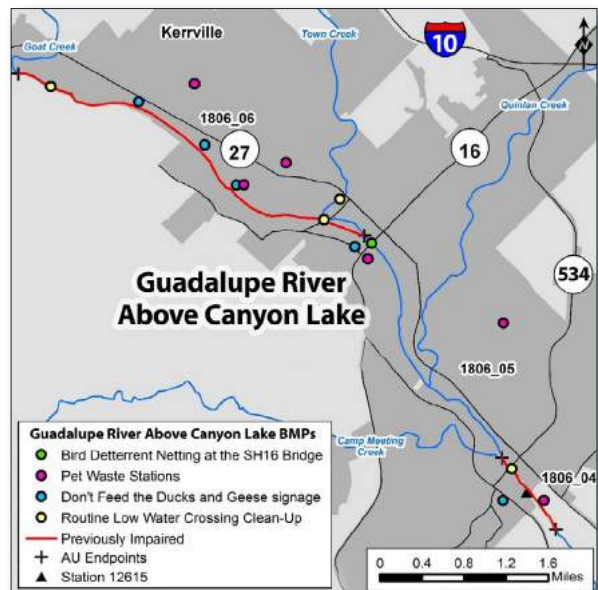 Kerrville
Town Creek
Goat Creek
10
Quinlan Creek
1806_06
27
16
Guadalupe River
Above Canyon Lake
534
1806_05
Guadalupe River Above Canyon Lake BMPs
Bird Deterrent Netting at the SH16 Bridge
Pet Waste Stations
Don't Feed the Ducks and Geese signage
Routine Low Water Crossing Clean-Up
Previously Impaired
AU Endpoints
Station 12615
Camp Meeting
Creek
1806_04
0 0.4 0.8 1.2 1.6
Miles